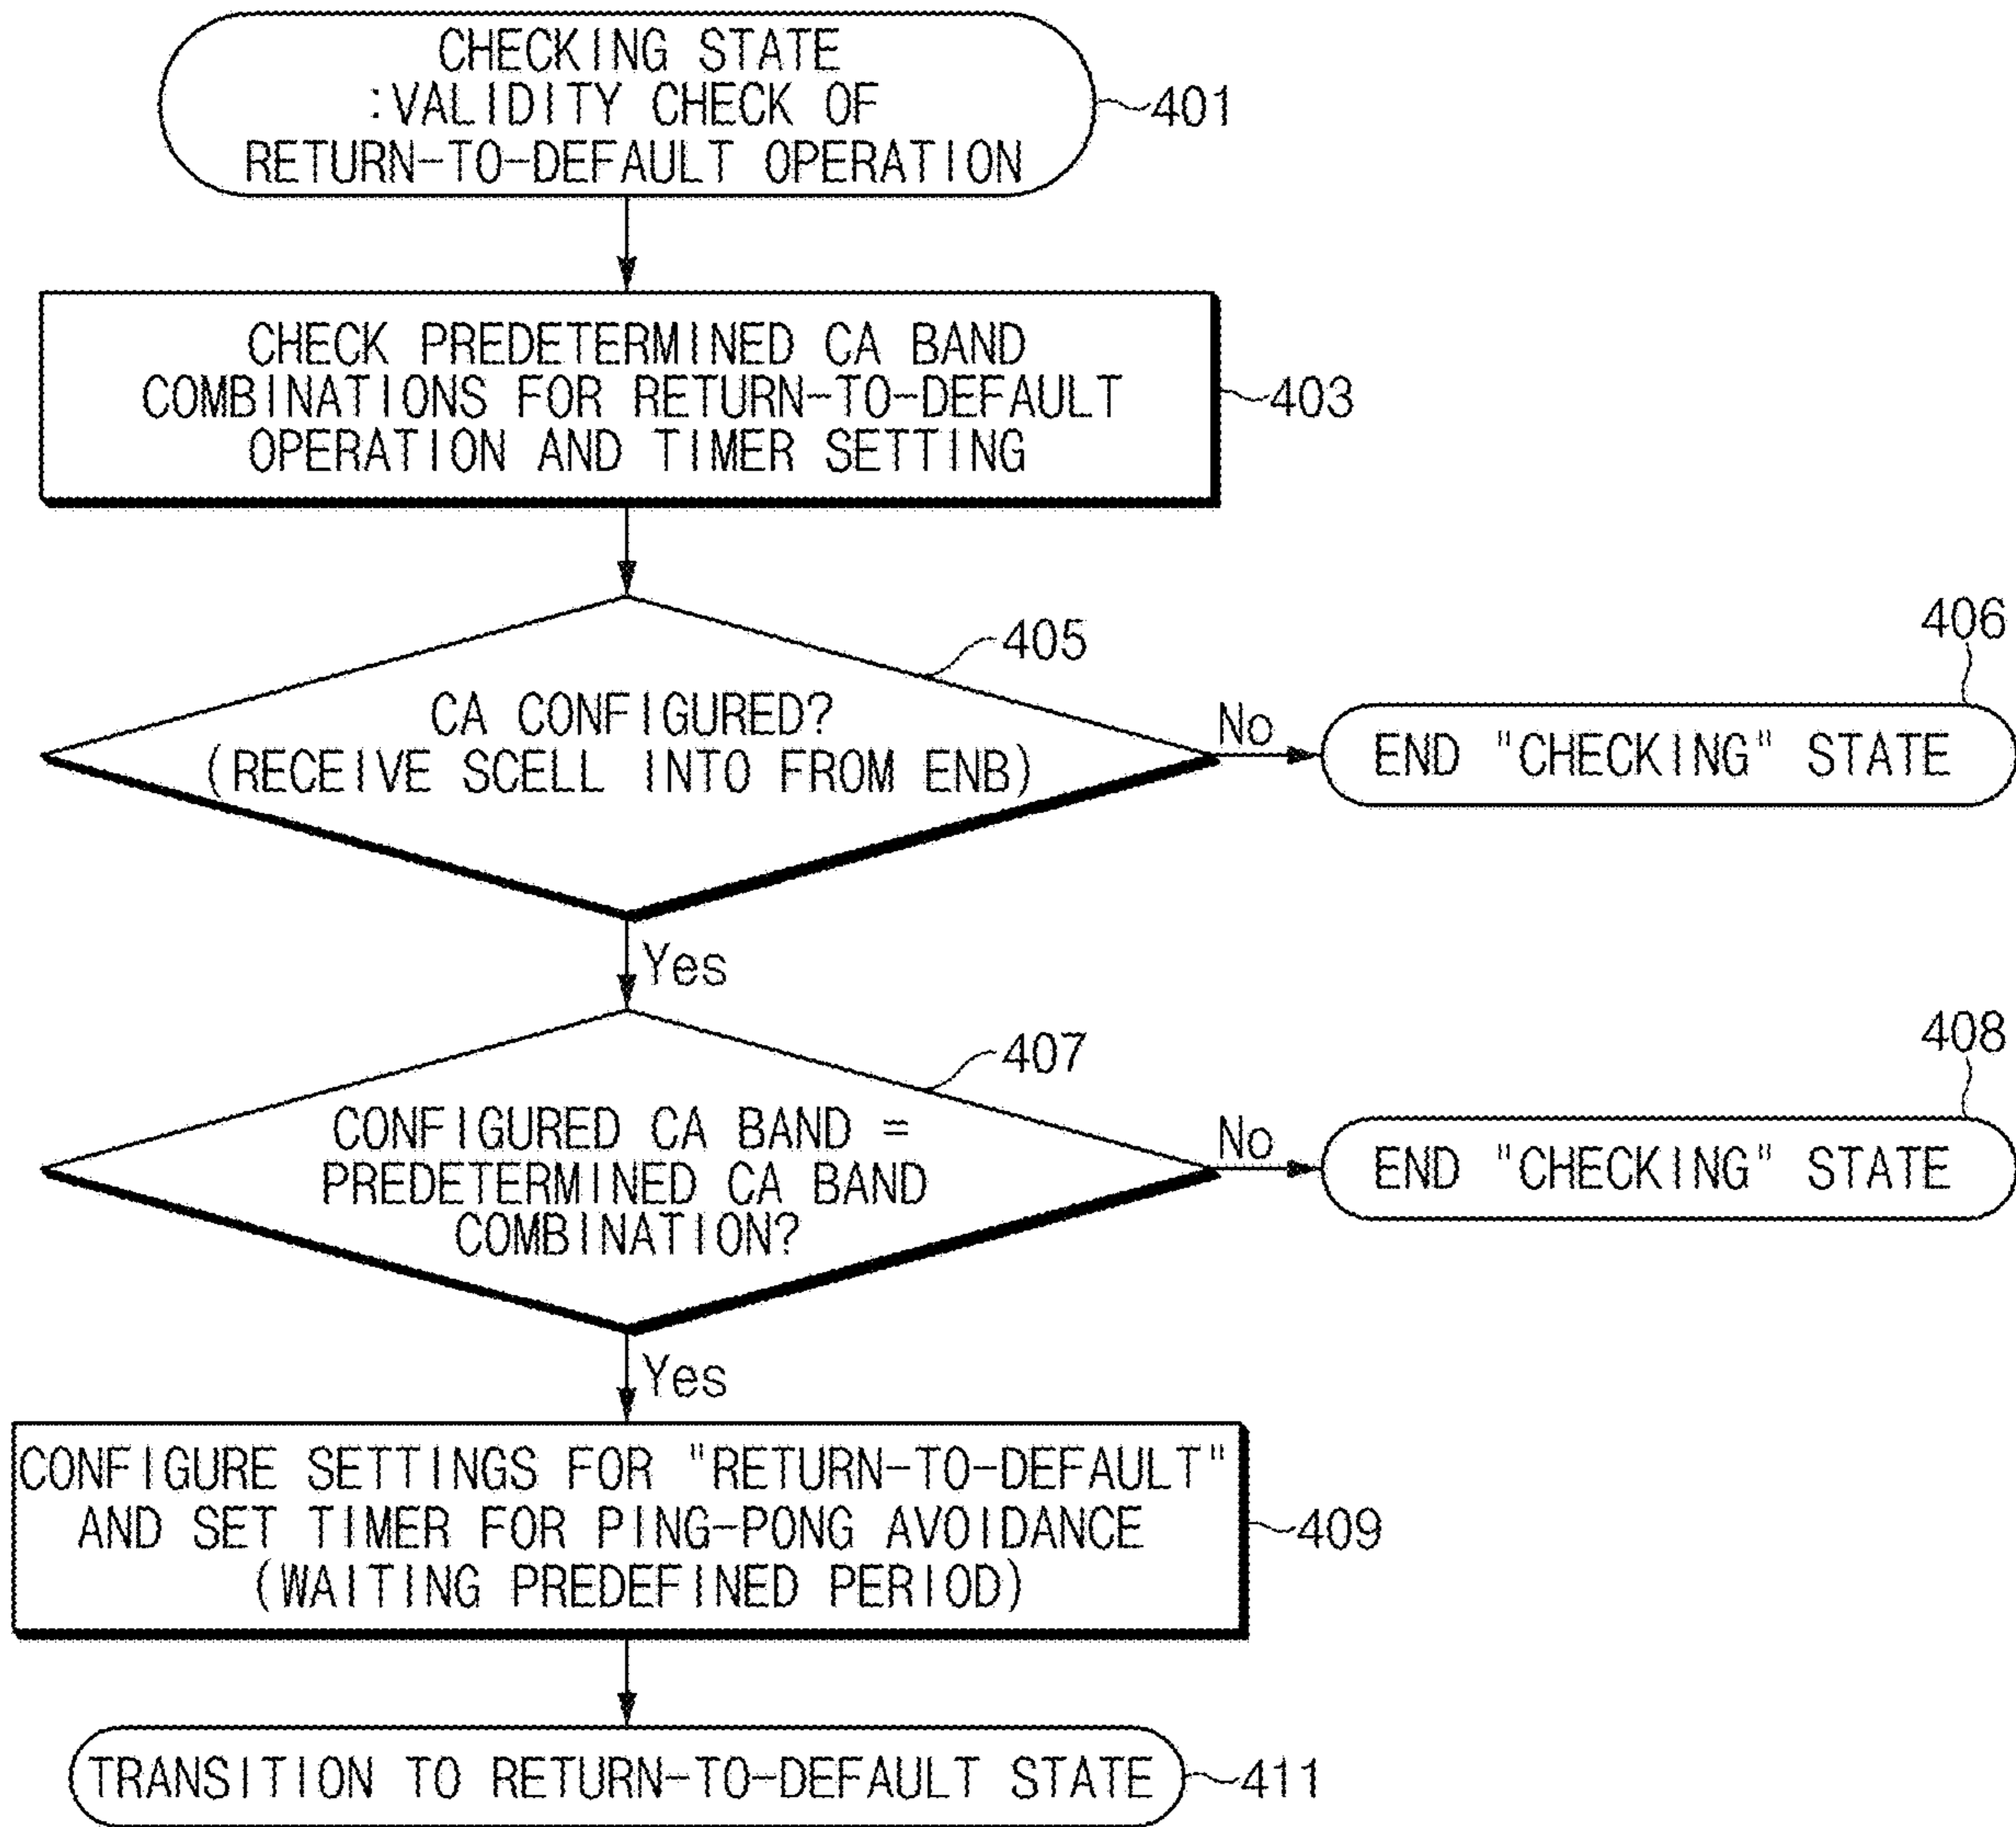 CHECKING STATE
:VALIDITY CHECK OF
RETURN-TO-DEFAULT OPERATION
401
CHECK PREDETERMINED CA BAND
COMBINATIONS FOR RETURN-TO-DEFAULT
OPERATION AND TIMER SETTING
403
405
CA CONFIGURED?
(RECEIVE SCELL INTO FROM ENB)
No
406
END "CHECKING" STATE
Yes
407
CONFIGURED CA BAND =
PREDETERMINED CA BAND
COMBINATION?
No
408
END "CHECKING" STATE
Yes
CONFIGURE SETTINGS FOR "RETURN-TO-DEFAULT"
AND SET TIMER FOR PING-PONG AVOIDANCE
(WAITING PREDEFINED PERIOD)
409
TRANSITION TO RETURN-TO-DEFAULT STATE
411